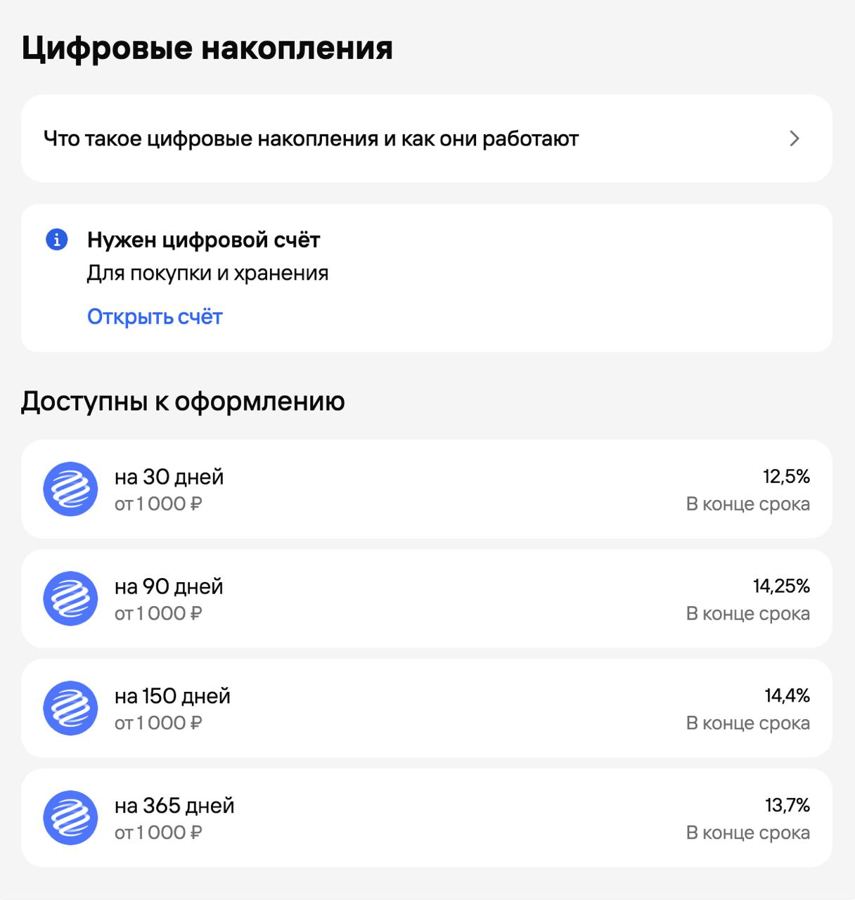 Цифровые накопления
Что такое цифровые накопления и как они работают
Нужен цифровой счёт
Для покупки и хранения
Открыть счёт
Доступны к оформлению
на 30 дней
12,5%
от 1 000 ₽
В конце срока
на 90 дней
14,25%
от 1 000 ₽
В конце срока
на 150 дней
14,4%
от 1 000 ₽
В конце срока
на 365 дней
13,7%
от 1 000 ₽
В конце срока